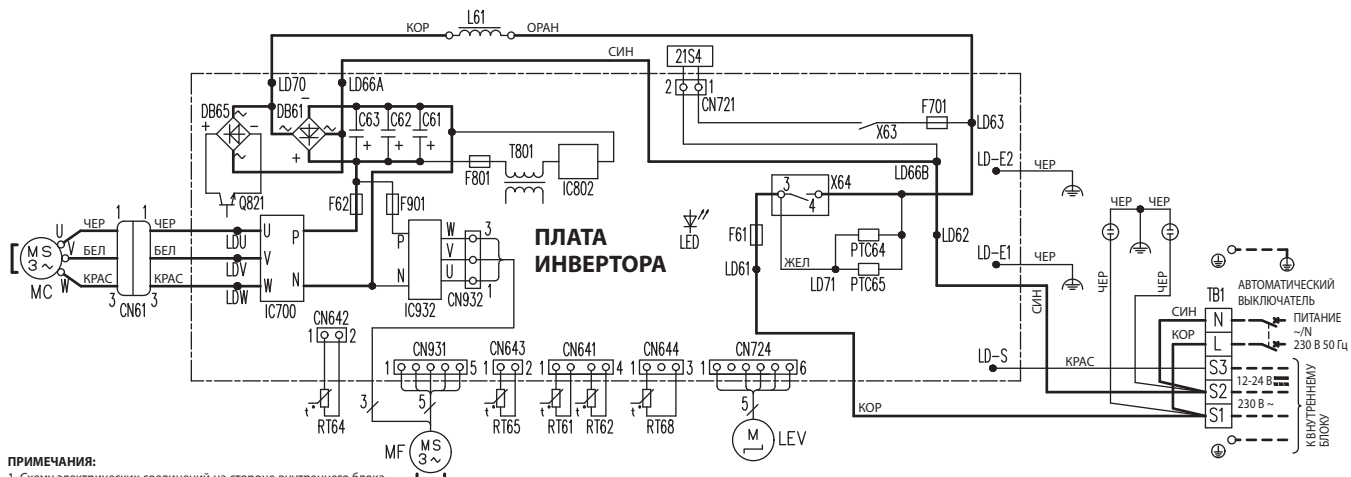 L61
КОР
ОРАН
СИН
21S4
2
1
CN721
LD70
LD66A
DB65
DB61
+
–
~
–
~
~
+
~
C63
C62
C61
+
+
+
F701
X63
LD63
T801
F801
IC802
LD66B
LD-E2
ЧЕР
Q821
F62
F901
3
X64
4
ЧЕР
ЧЕР
LED
ПЛАТА
ИНВЕРТОРА
F61
PTC64
LD62
LD61
ЖЕЛ
LD71
PTC65
LD-E1
ЧЕР
MS
3 ~
MC
U
V
W
ЧЕР
БЕЛ
КРАС
1
1
3
3
CN61
ЧЕР
БЕЛ
КРАС
LDU
LDV
LDW
U
V
W
P
N
IC700
P
N
W
V
U
IC932
3
1
CN932
СИН
ЧЕР
ЧЕР
TB1
АВТОМАТИЧЕСКИЙ
ВЫКЛЮЧАТЕЛЬ
СИН
N
ПИТАНИЕ
~/N
230 В 50 Гц
КОР
L
LD-S
КРАС
S3
12-24 В
S2
230 В ~
S1
К ВНУТРЕННЕМУ
БЛОКУ
КОР
CN642
1
2
CN931
1
5
CN643
1
2
CN641
1
4
CN644
1
3
CN724
1
6
t°
RT64
3
5
t°
RT65
t°
RT61
t°
RT62
t°
RT68
5
M
LEV
MF
MS
3 ~
ПРИМЕЧАНИЯ: